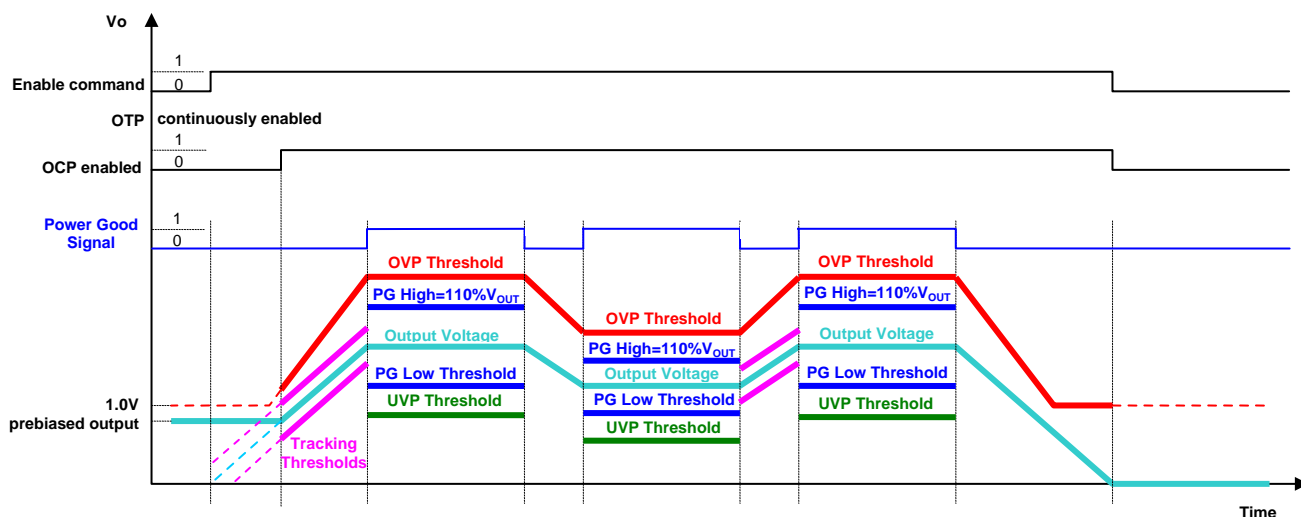 Vo
1
Enable command
0
OTP continuously enabled
1
OCP enabled
0
Power Good
Signal
1
0
OVP Threshold
OVP Threshold
PG High=110%VOUT
PG High=110%VOUT
OVP Threshold
Output Voltage
PG High=110%VOUT
Output Voltage
PG Low Threshold
Output Voltage
PG Low Threshold
1.0V
prebiased output
UVP Threshold
PG Low Threshold
UVP Threshold
Tracking
Thresholds
UVP Threshold
Time